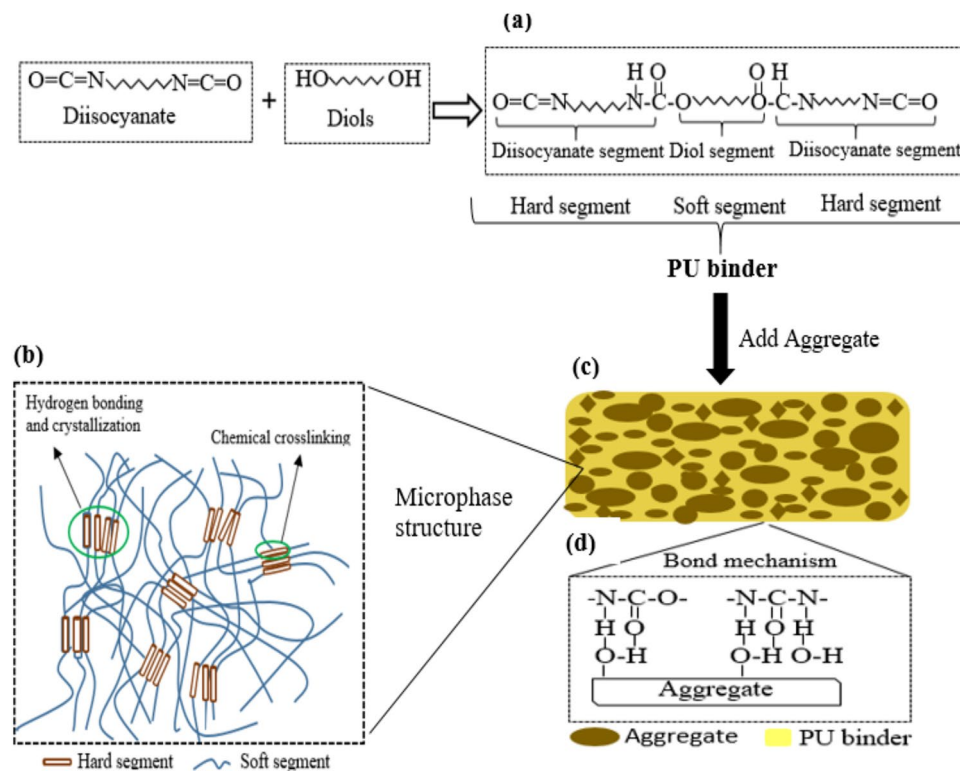 (a)
H O O H
O=C=N N=C=O + HO OH O=C=N N-C-O O-C-N N=C=O
Diisocyanate Diols
Diisocyanate segment Diol segment Diisocyanate segment
Hard segment Soft segment Hard segment
PU binder
Add Aggregate
(b)
Hydrogen bonding
and crystallization
Chemical crosslinking
Hard segment Soft segment
Microphase
structure
(c)
(d)
Bond mechanism
-N-C-O- -N-C-N-
H O H O H
O-H O-H O-H
Aggregate
Aggregate PU binder